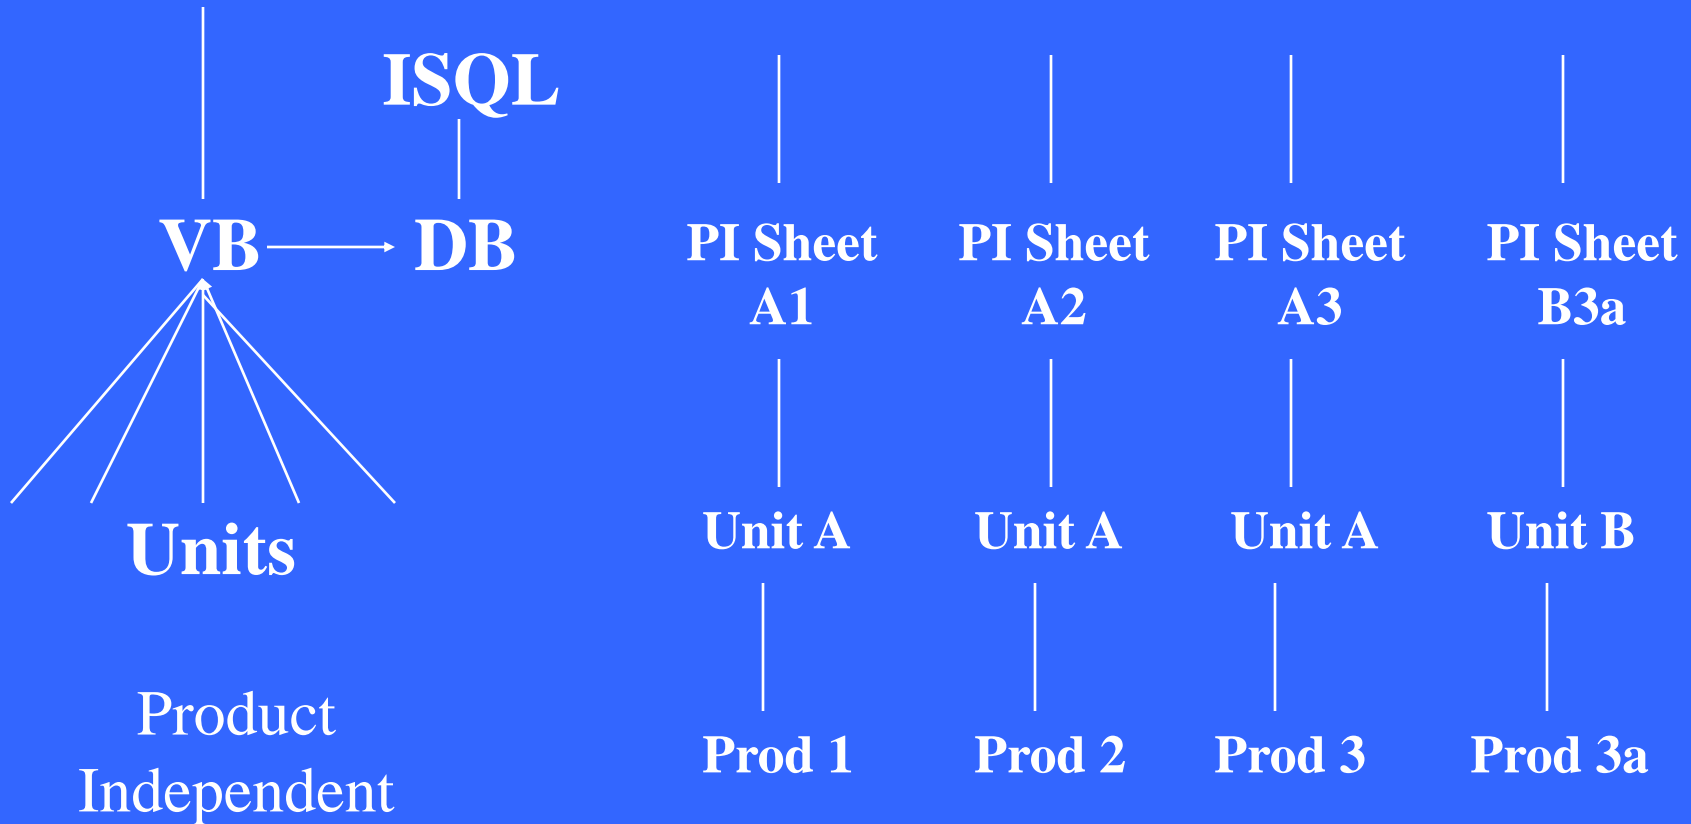 ISQL
VB
DB
Units
Product
Independent
PI Sheet
A1
PI Sheet
A2
PI Sheet
A3
PI Sheet
B3a
Unit A
Unit A
Unit A
Unit B
Prod 1
Prod 2
Prod 3
Prod 3a